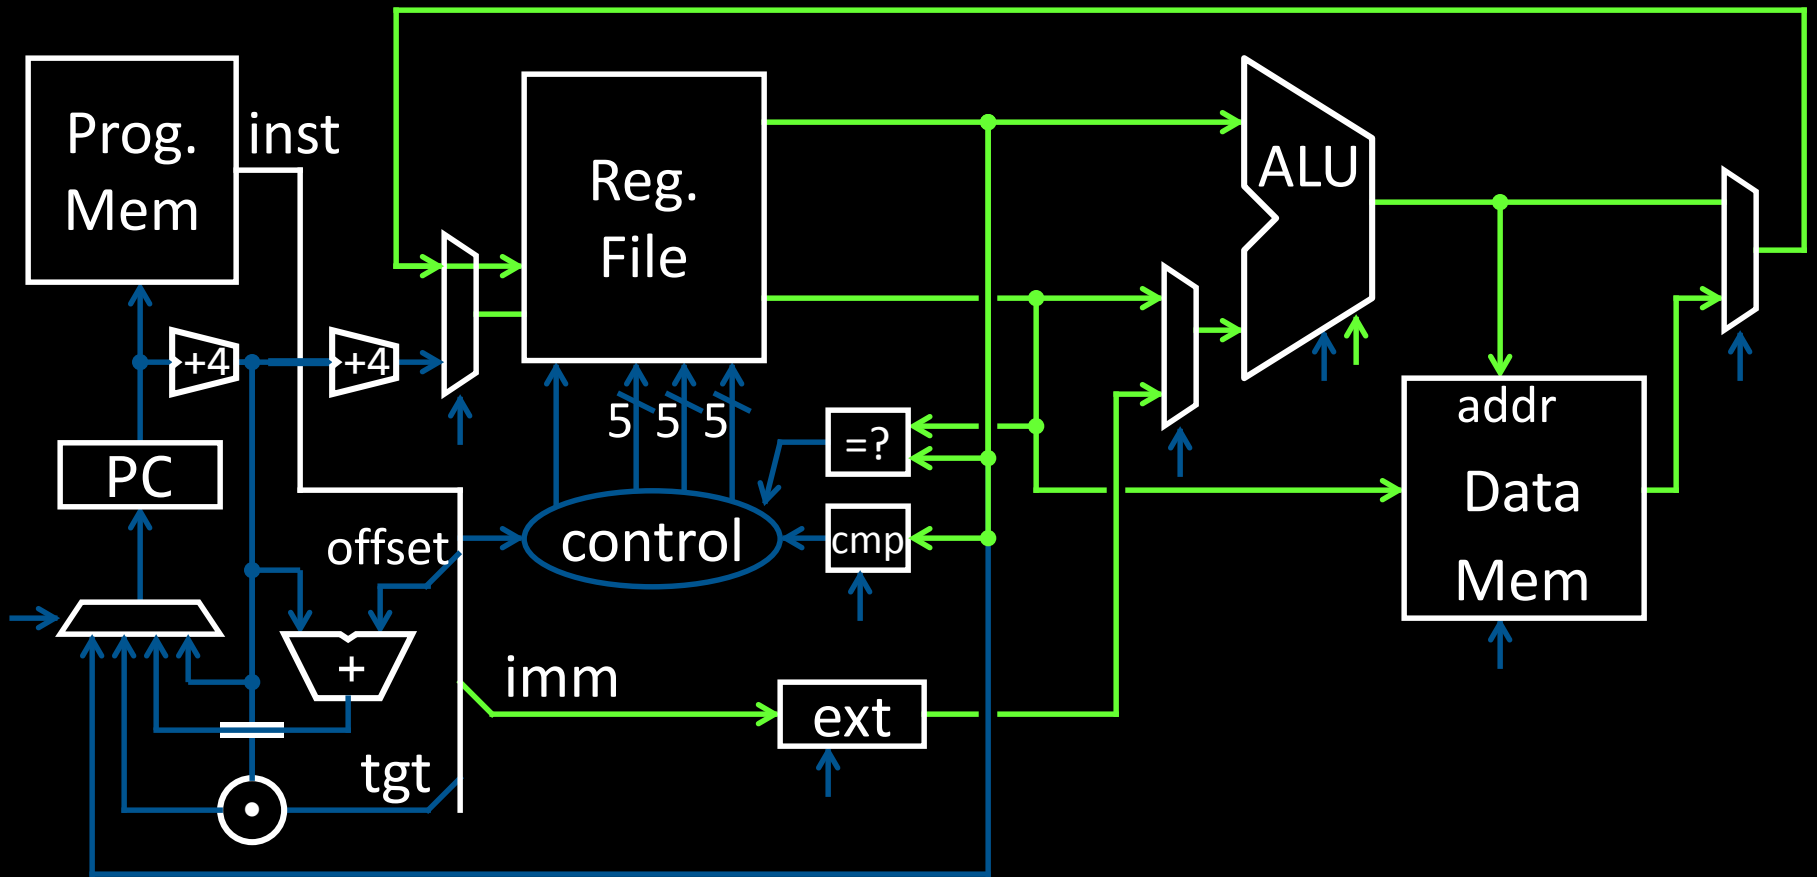 Prog.
Mem
inst
Reg.
File
ALU
+4
+4
5 5 5
=?
addr
PC
Data
offset
control
cmp
Mem
+
imm
ext
tgt